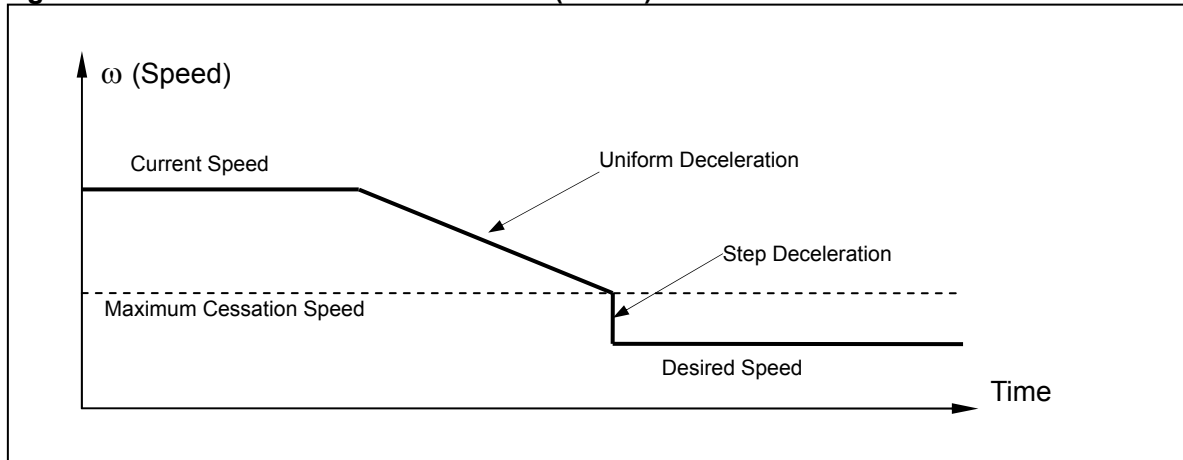 ω (Speed)
Current Speed
Uniform Deceleration
Step Deceleration
Maximum Cessation Speed
Desired Speed
Time